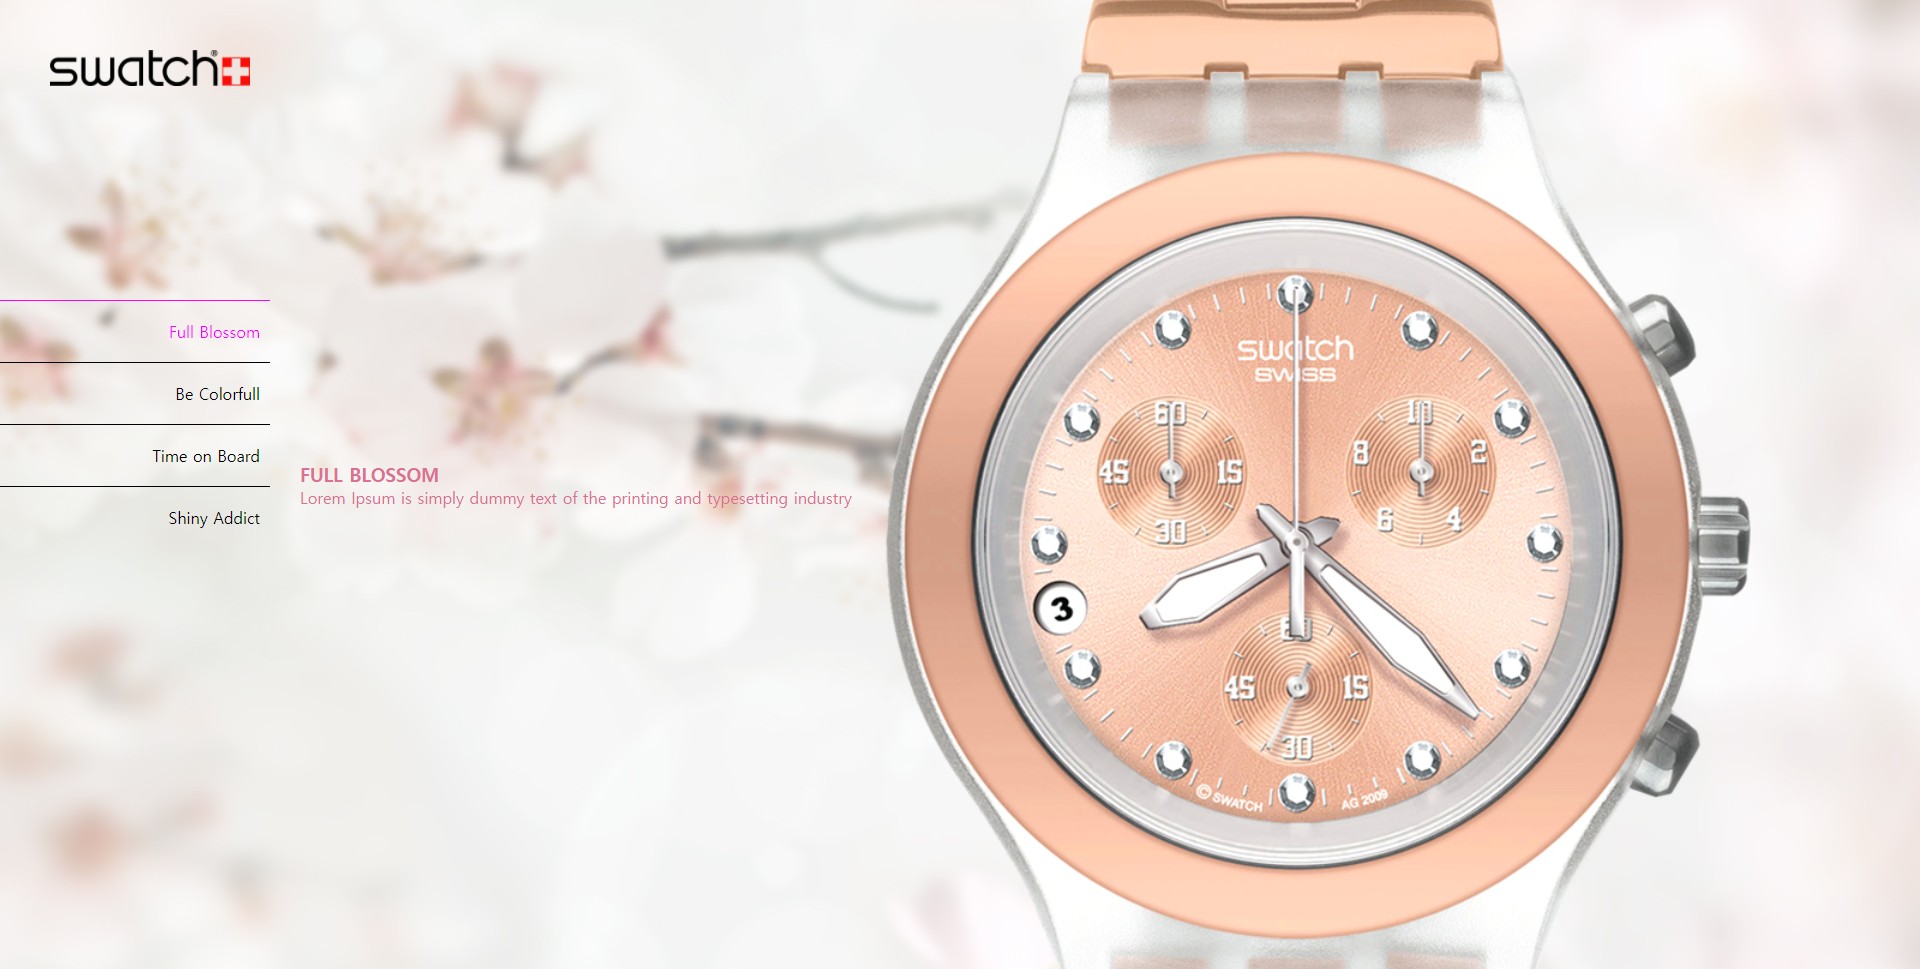 swatch®
Full Blossom
Be Colorfull
Time on Board
Shiny Addict
FULL BLOSSOM
Lorem Ipsum is simply dummy text of the printing and typesetting industry
swatch
SWISS
60
45 15
30
10
8 2
6 4
3
60
45 15
30
© SWATCH AG 2009